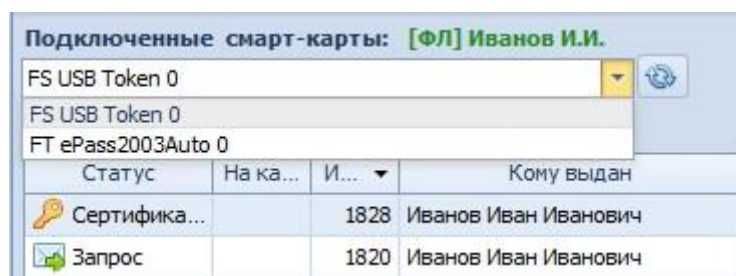 Подключенные смарт-карты: [ФЛ] Иванов И.И.
FS USB Token 0
FS USB Token 0
FT ePass2003Auto 0
Статус На ка... И... Кому выдан
Сертифика... 1828 Иванов Иван Иванович
Запрос 1820 Иванов Иван Иванович